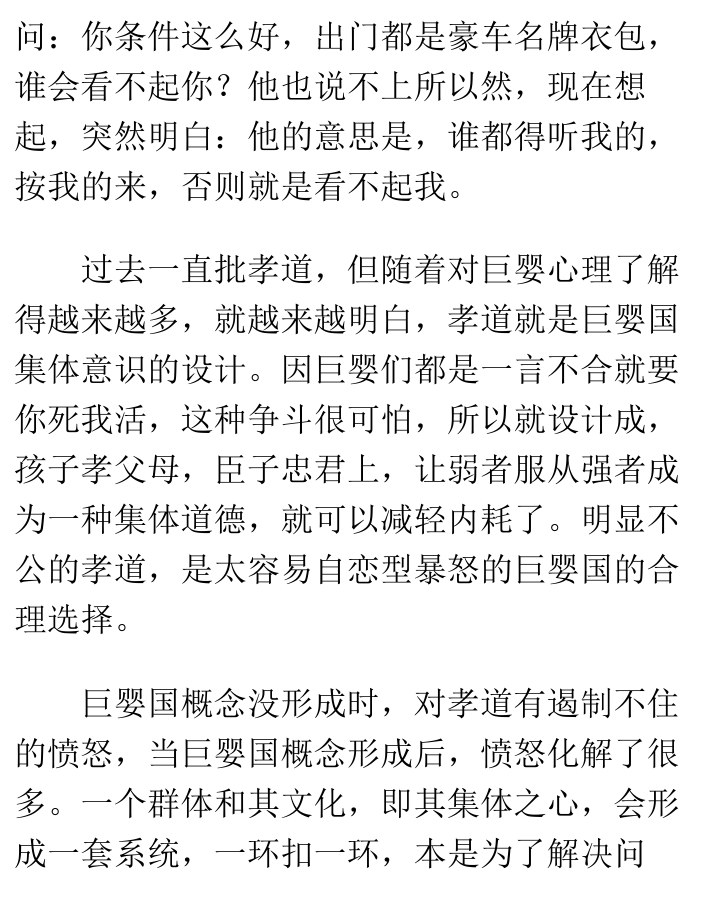 问：你条件这么好，出门都是豪车名牌衣包，
谁会看不起你？他也说不上所以然，现在想
起，突然明白：他的意思是，谁都得听我的，
按我的来，否则就是看不起我。
过去一直批孝道，但随着对巨婴心理了解
得越来越多，就越来越明白，孝道就是巨婴国
集体意识的设计。因巨婴们都是一言不合就要
你死我活，这种争斗很可怕，所以就设计成，
孩子孝父母，臣子忠君上，让弱者服从强者成
为一种集体道德，就可以减轻内耗了。明显不
公的孝道，是太容易自恋型暴怒的巨婴国的合
理选择。
巨婴国概念没形成时，对孝道有遏制不住
的愤怒，当巨婴国概念形成后，愤怒化解了很
多。一个群体和其文化，即其集体之心，会形
成一套系统，一环扣一环，本是为了解决问